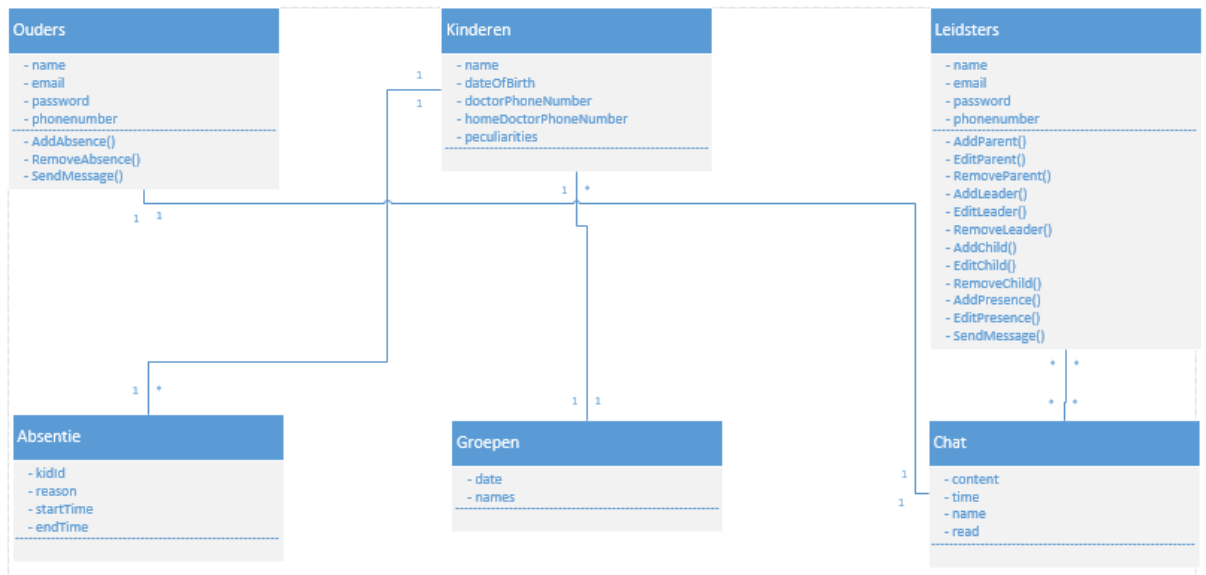 Ouders
- name
- email
- password
- phonenumber
- AddAbsence()
- RemoveAbsence()
- SendMessage()
1 1
Kinderen
- name
- dateOfBirth
- doctorPhoneNumber
- homeDoctorPhoneNumber
- peculiarities
1
1
1 *
Leidsters
- name
- email
- password
- phonenumber
- AddParent()
- EditParent()
- RemoveParent()
- AddLeader()
- EditLeader()
- RemoveLeader()
- AddChild()
- EditChild()
- RemoveChild()
- AddPresence()
- EditPresence()
- SendMessage()
* *
* *
1 *
Absentie
- kidId
- reason
- startTime
- endTime
1 1
Groepen
- date
- names
1
1
Chat
- content
- time
- name
- read